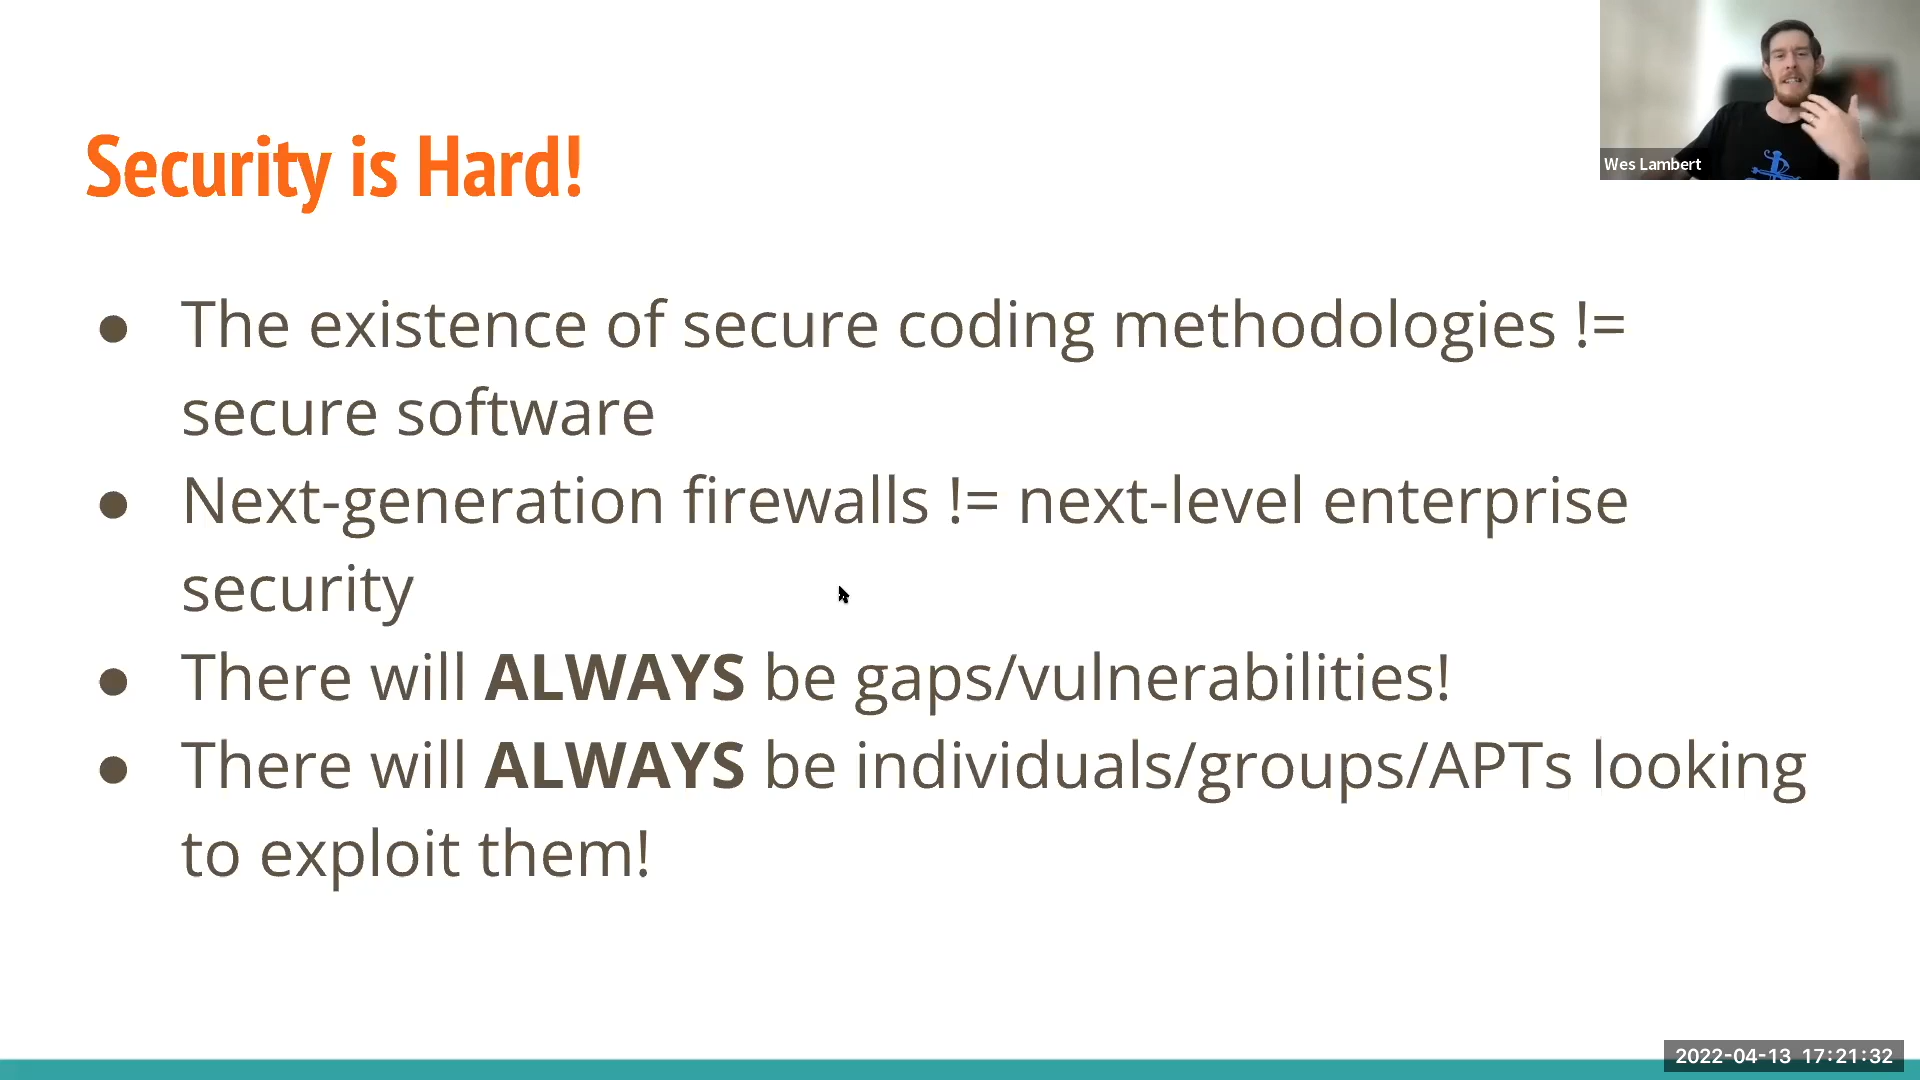 Security is Hard!
Wes Lambert
● The existence of secure coding methodologies !=
secure software
● Next-generation firewalls != next-level enterprise
security
● There will ALWAYS be gaps/vulnerabilities!
● There will ALWAYS be individuals/groups/APTs looking
to exploit them!
2022-04-13 17:21:32